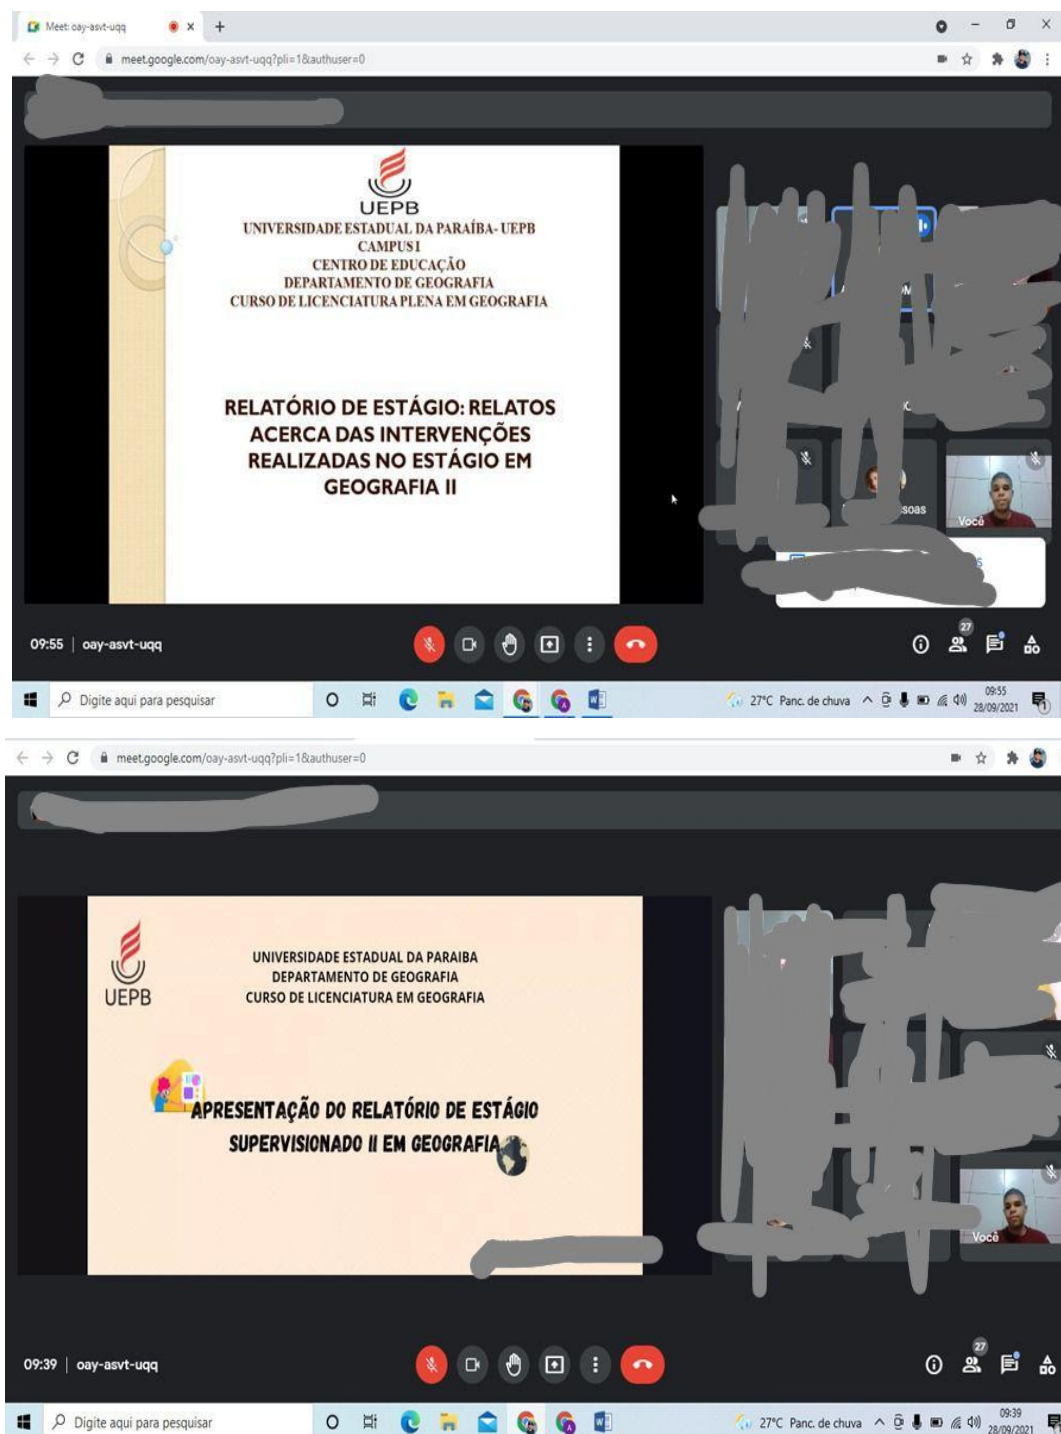 Meet: oay-asvt-uqq
meet.google.com/oay-asvt-uqq?pli=1&authuser=0
UEPB
UNIVERSIDADE ESTADUAL DA PARAÍBA- UEPB
CAMPUS I
CENTRO DE EDUCAÇÃO
DEPARTAMENTO DE GEOGRAFIA
CURSO DE LICENCIATURA PLENA EM GEOGRAFIA
RELATÓRIO DE ESTÁGIO: RELATOS
ACERCA DAS INTERVENÇÕES
REALIZADAS NO ESTÁGIO EM
GEOGRAFIA II
Você
09:55 | oay-asvt-uqq
27
Digite aqui para pesquisar
27°C Panc. de chuva
09:55
28/09/2021
1
meet.google.com/oay-asvt-uqq?pli=1&authuser=0
UEPB
UNIVERSIDADE ESTADUAL DA PARAIBA
DEPARTAMENTO DE GEOGRAFIA
CURSO DE LICENCIATURA EM GEOGRAFIA
APRESENTAÇÃO DO RELATÓRIO DE ESTÁGIO
SUPERVISIONADO II EM GEOGRAFIA
Você
09:39 | oay-asvt-uqq
27
Digite aqui para pesquisar
27°C Panc. de chuva
09:39
28/09/2021